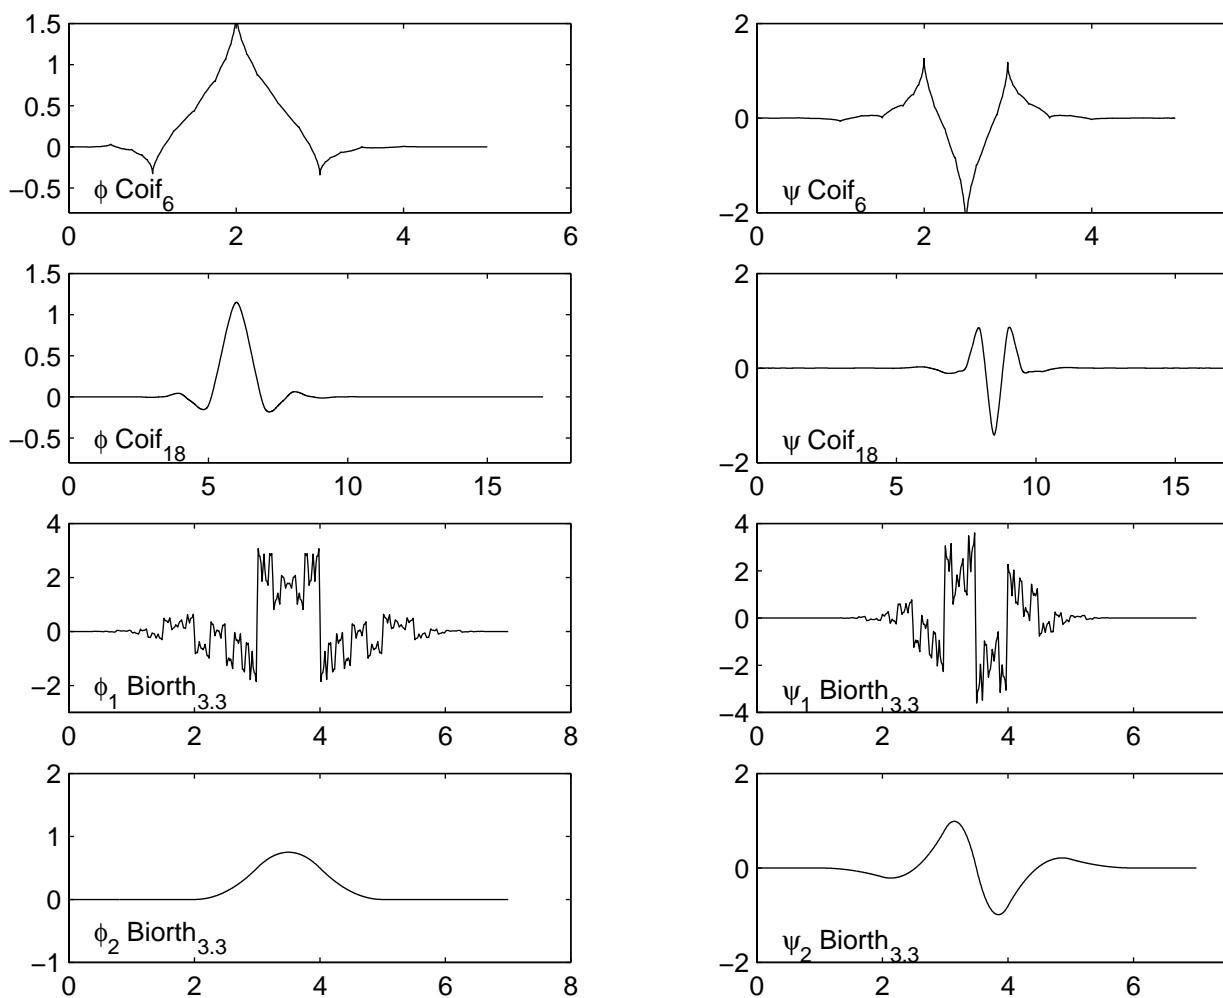 1.5
1
0.5
0
−0.5
ϕ Coif₆
0 2 4 6
2
0
−2
ψ Coif₆
0 2 4
1.5
1
0.5
0
−0.5
ϕ Coif₁₈
0 5 10 15
2
0
−2
ψ Coif₁₈
0 5 10 15
4
2
0
−2
ϕ₁ Biorth₃.₃
0 2 4 6 8
4
2
0
−2
−4
ψ₁ Biorth₃.₃
0 2 4 6
2
1
0
−1
ϕ₂ Biorth₃.₃
0 2 4 6 8
2
0
−2
ψ₂ Biorth₃.₃
0 2 4 6